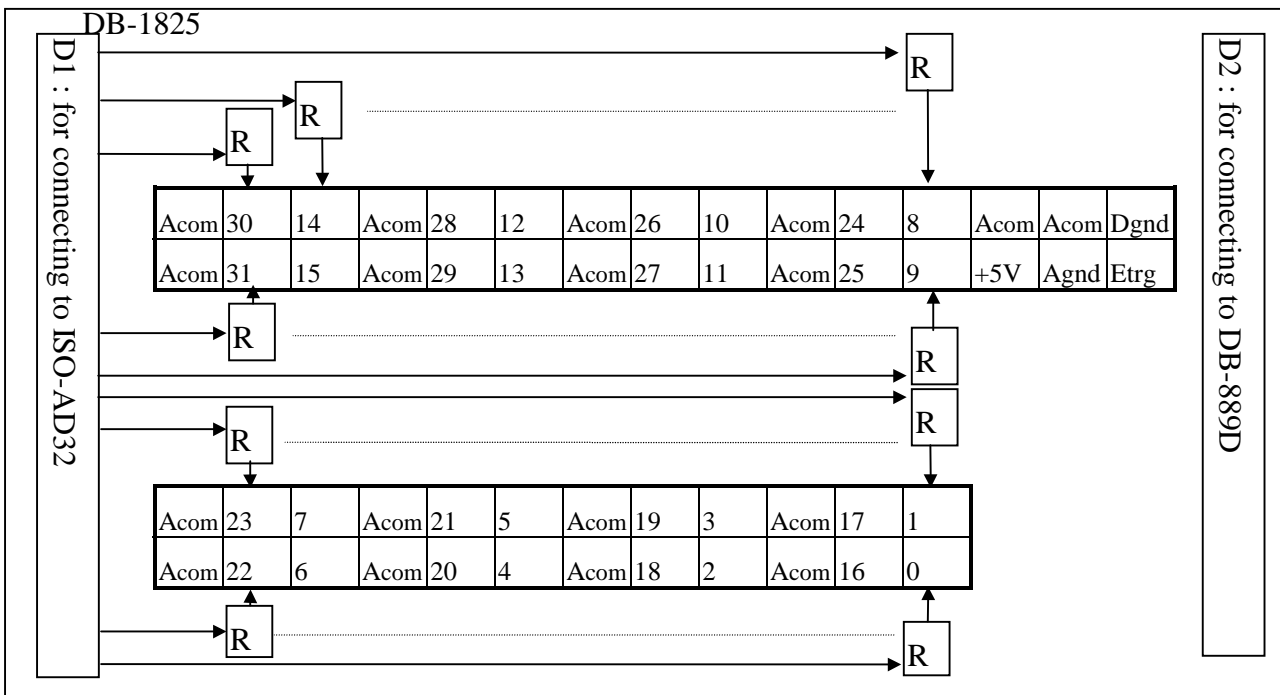 DB-1825
D1 : for connecting to ISO-AD32
D2 : for connecting to DB-889D
R
R
R
Acom 30 14 Acom 28 12 Acom 26 10 Acom 24 8 Acom Acom Dgnd
Acom 31 15 Acom 29 13 Acom 27 11 Acom 25 9 +5V Agnd Etrg
R
R
R
R
Acom 23 7 Acom 21 5 Acom 19 3 Acom 17 1
Acom 22 6 Acom 20 4 Acom 18 2 Acom 16 0
R
R